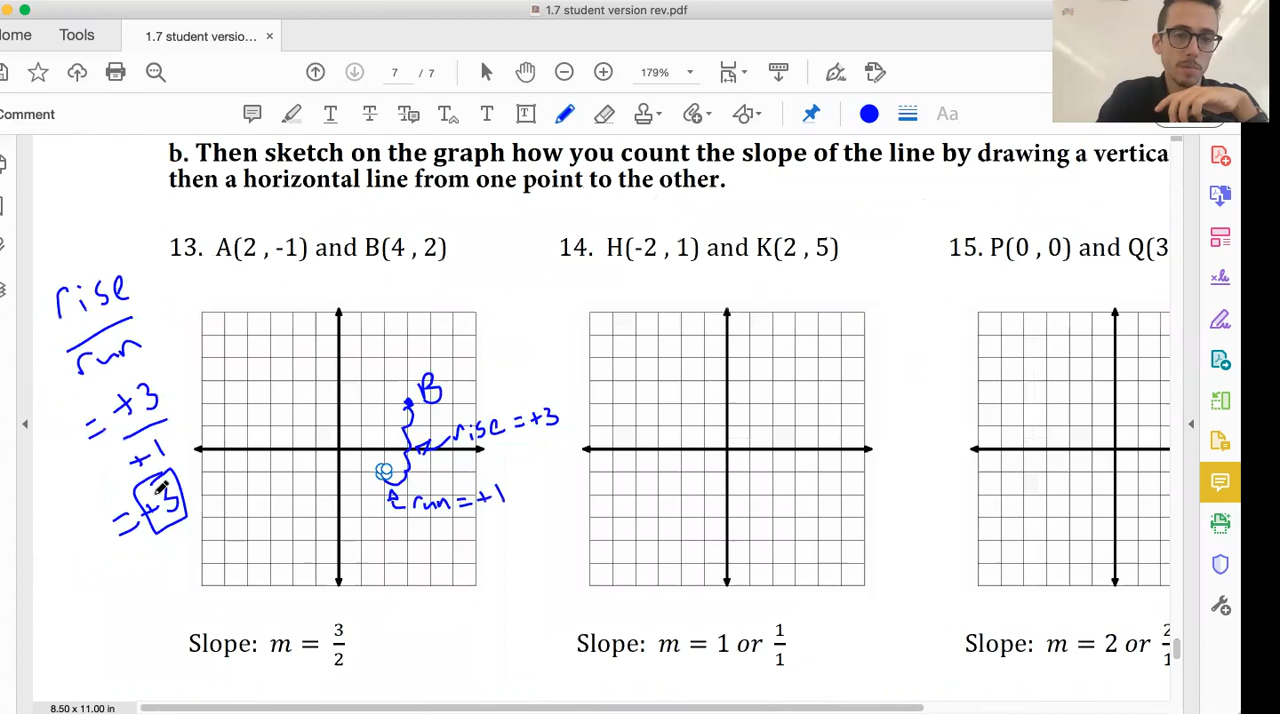 1.7 student version rev.pdf
ome
Tools
1.7 student versio...
×
7 / 7
179%
Comment
Aa
b. Then sketch on the graph how you count the slope of the line by drawing a vertica
then a horizontal line from one point to the other.
13. A(2 , -1) and B(4 , 2)
14. H(-2 , 1) and K(2 , 5)
15. P(0 , 0) and Q(3
rise
run
= +3
+1
= +3
B
rise = +3
run = +1
Slope: m = 3/2
Slope: m = 1 or 1/1
Slope: m = 2 or 2/1
8.50 x 11.00 in